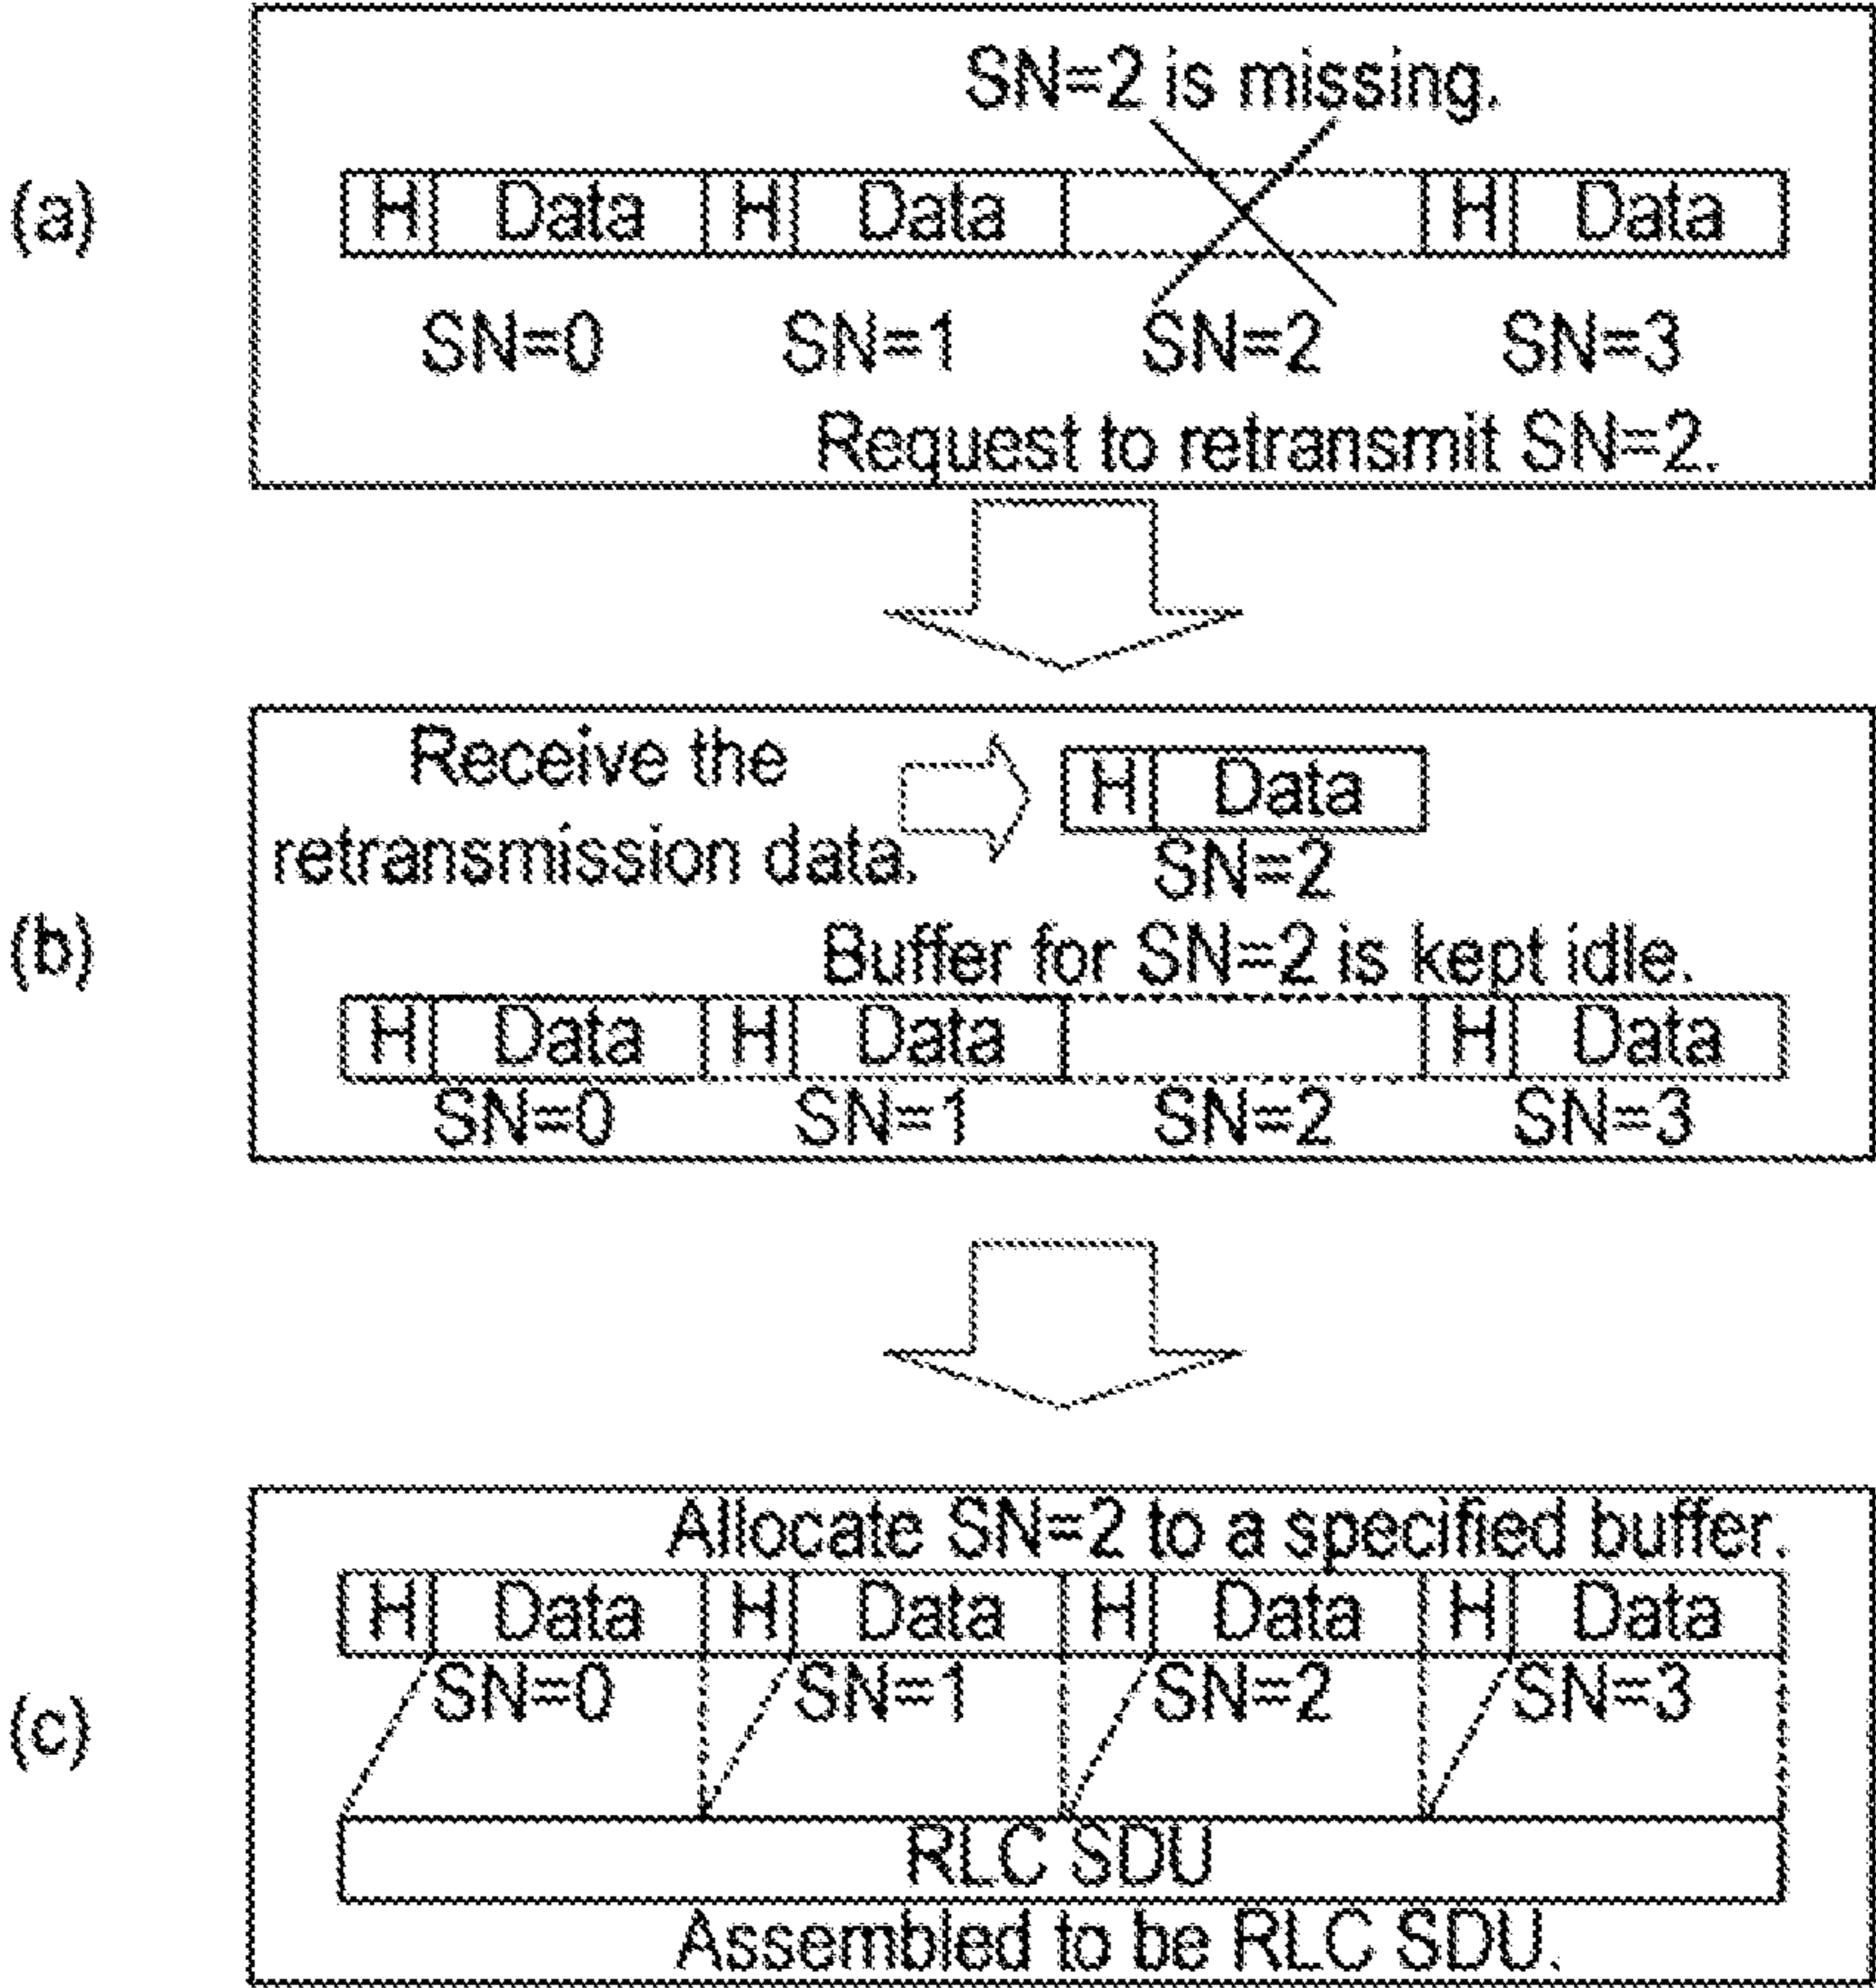 (a)
SN=2 is missing.
H Data H Data H Data
SN=0 SN=1 SN=2 SN=3
Request to retransmit SN=2.
(b)
Receive the
retransmission data.
H Data
SN=2
Buffer for SN=2 is kept idle.
H Data H Data H Data
SN=0 SN=1 SN=2 SN=3
(c)
Allocate SN=2 to a specified buffer.
H Data H Data H Data H Data
SN=0 SN=1 SN=2 SN=3
RLC SDU
Assembled to be RLC SDU.